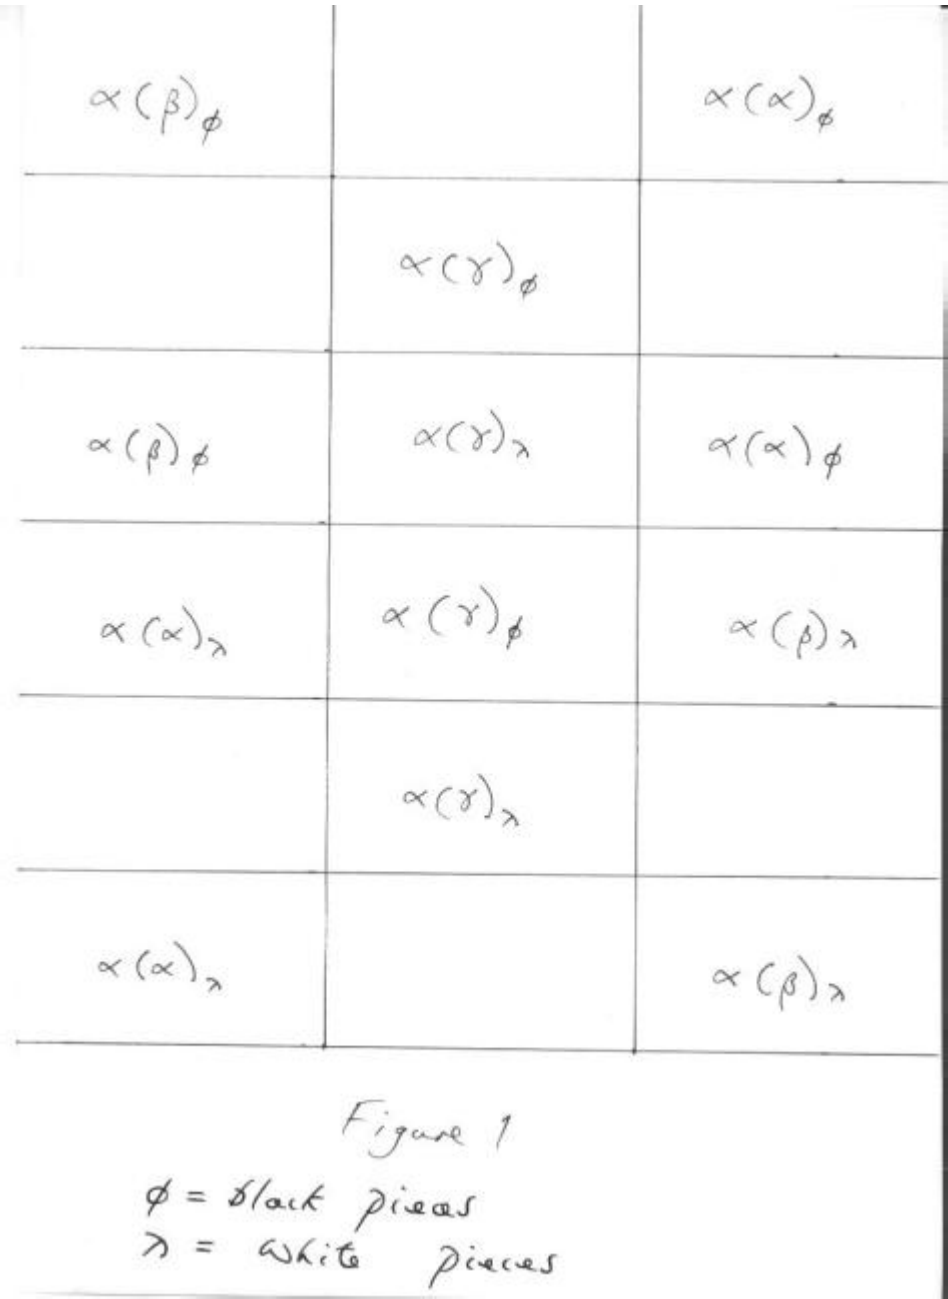 α(β)ϕ α(α)ϕ
α(γ)ϕ
α(β)ϕ α(γ)λ α(α)ϕ
α(α)λ α(γ)ϕ α(β)λ
α(γ)λ
α(α)λ α(β)λ
Figure 1
ϕ = black pieces
λ = white pieces